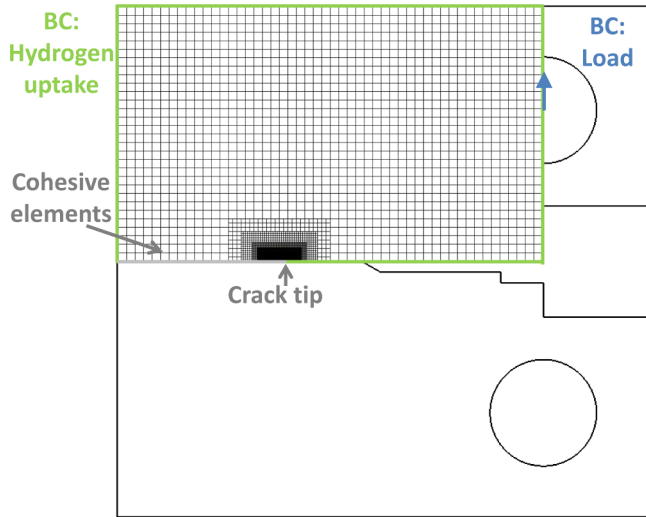 BC:
Hydrogen
uptake
BC:
Load
Cohesive
elements
Crack tip